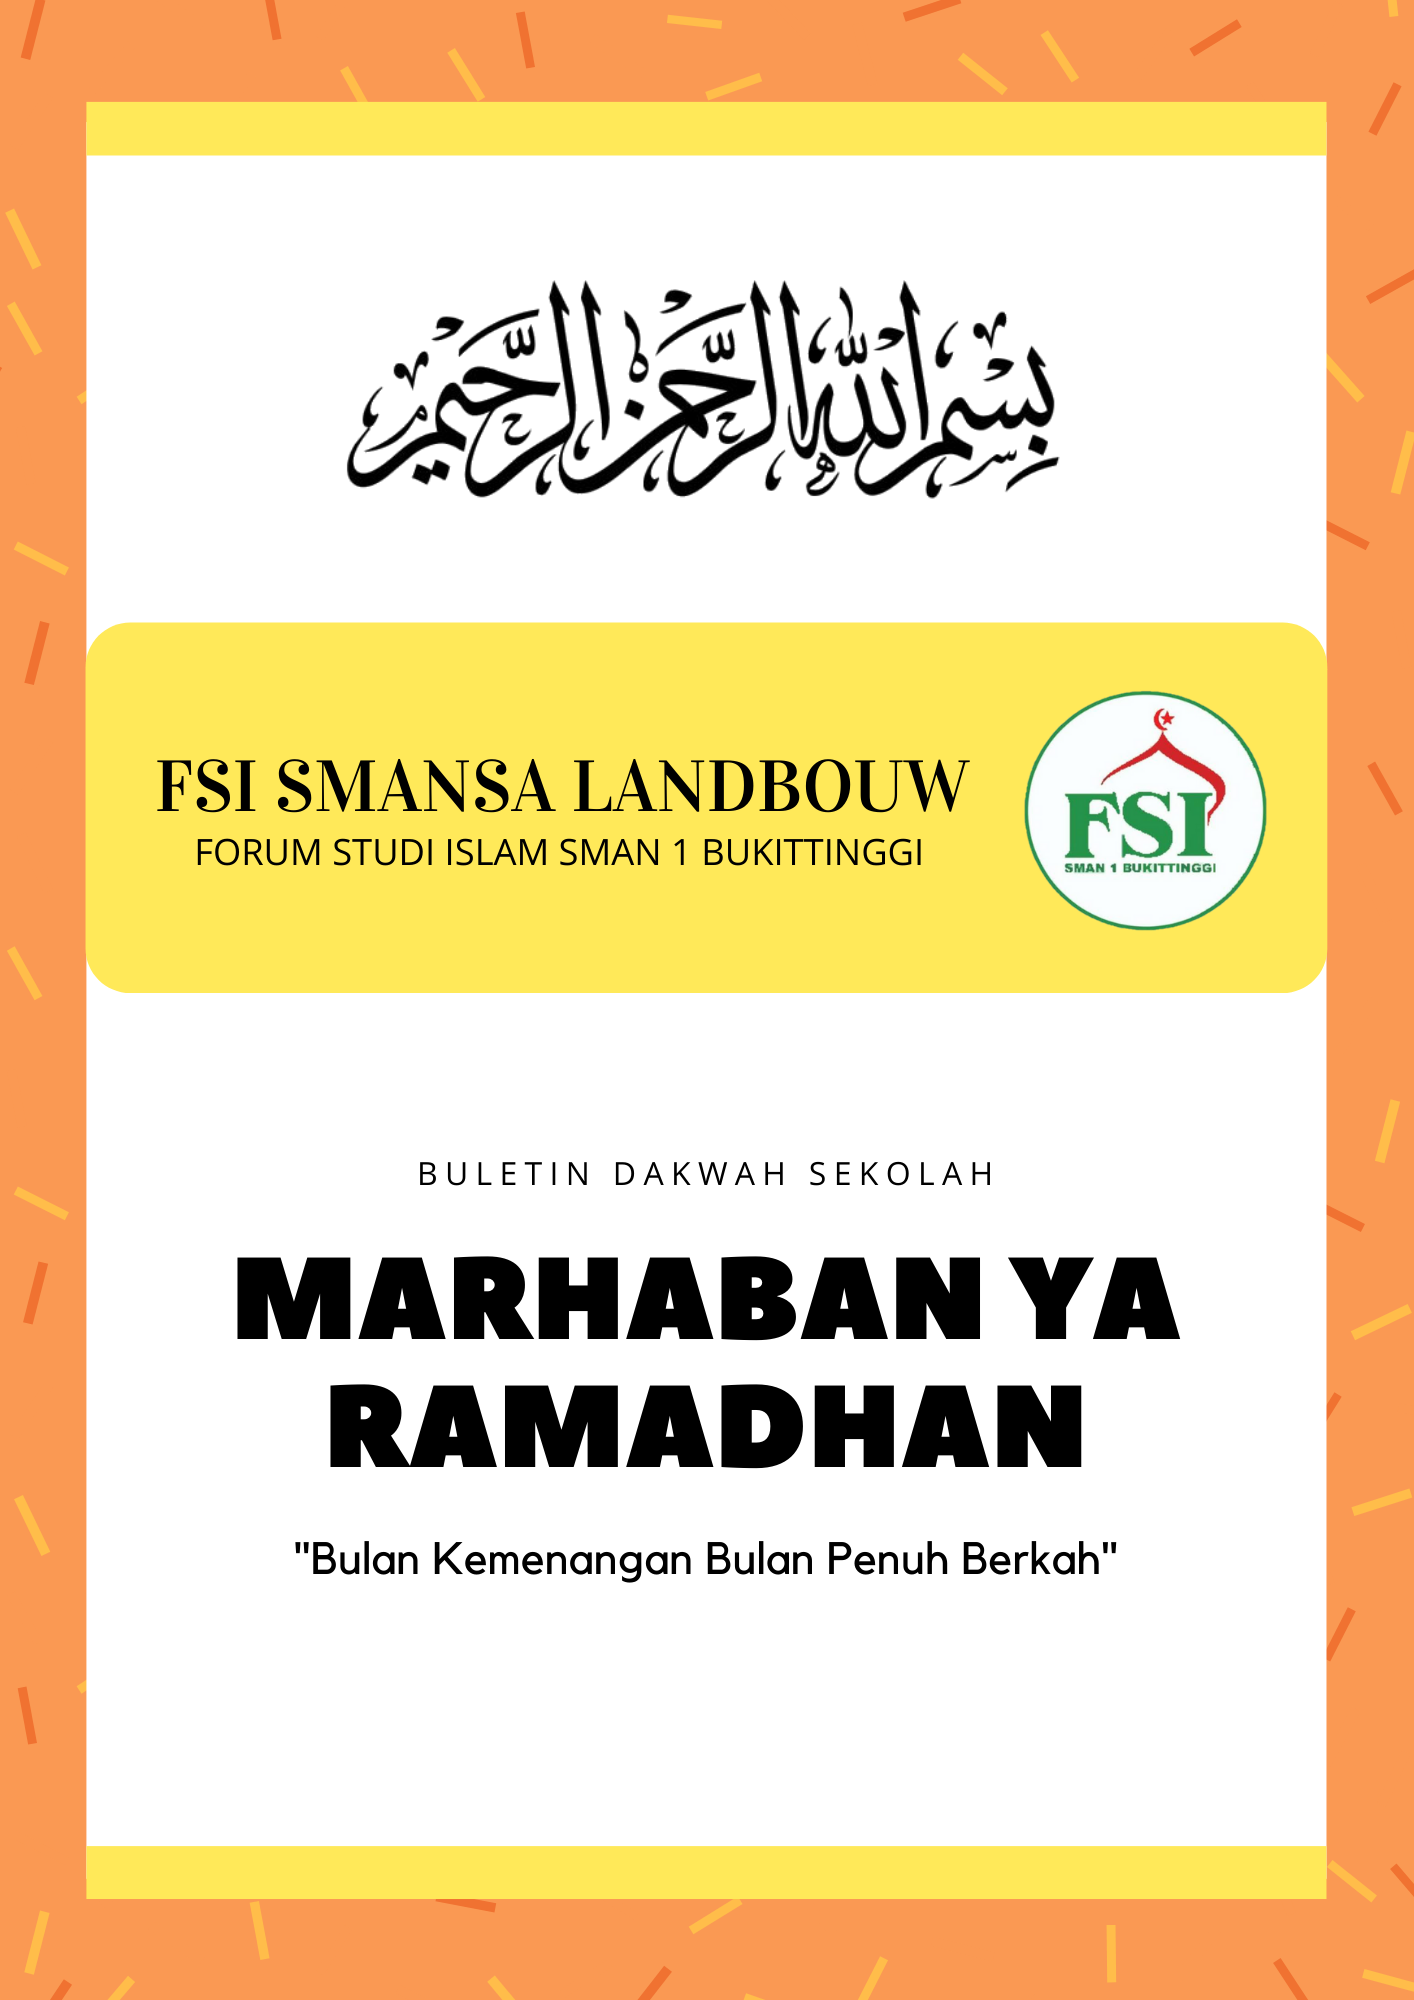 بسم الله الرحمن الرحيم
FSI SMANSA LANDBOUW
FORUM STUDI ISLAM SMAN 1 BUKITTINGGI
FSI
SMAN 1 BUKITTINGGI
BULETIN DAKWAH SEKOLAH
MARHABAN YA
RAMADHAN
"Bulan Kemenangan Bulan Penuh Berkah"